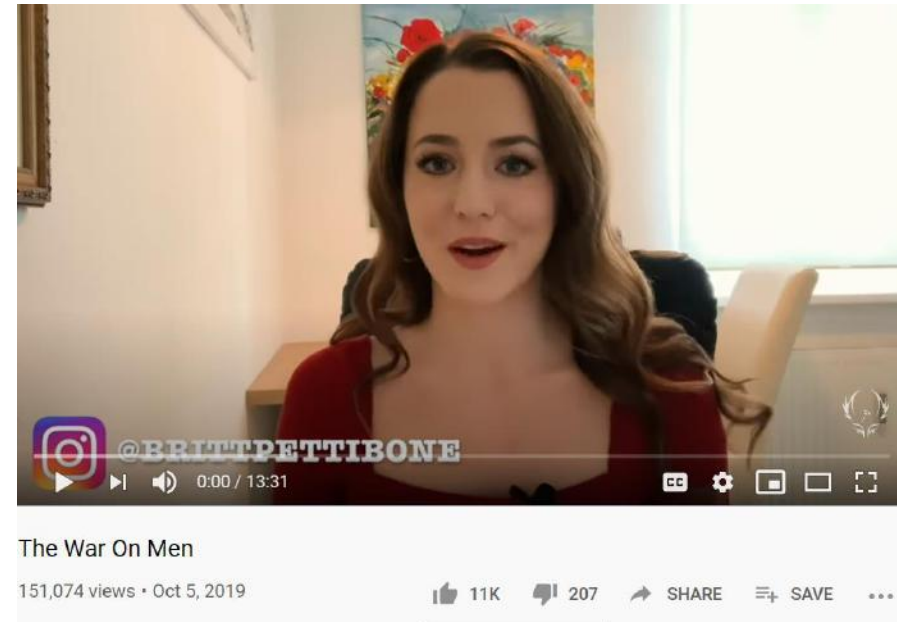 @BRITTPETTIBONE
0:00 / 13:31
CC
The War On Men
151,074 views • Oct 5, 2019
11K 207 SHARE SAVE